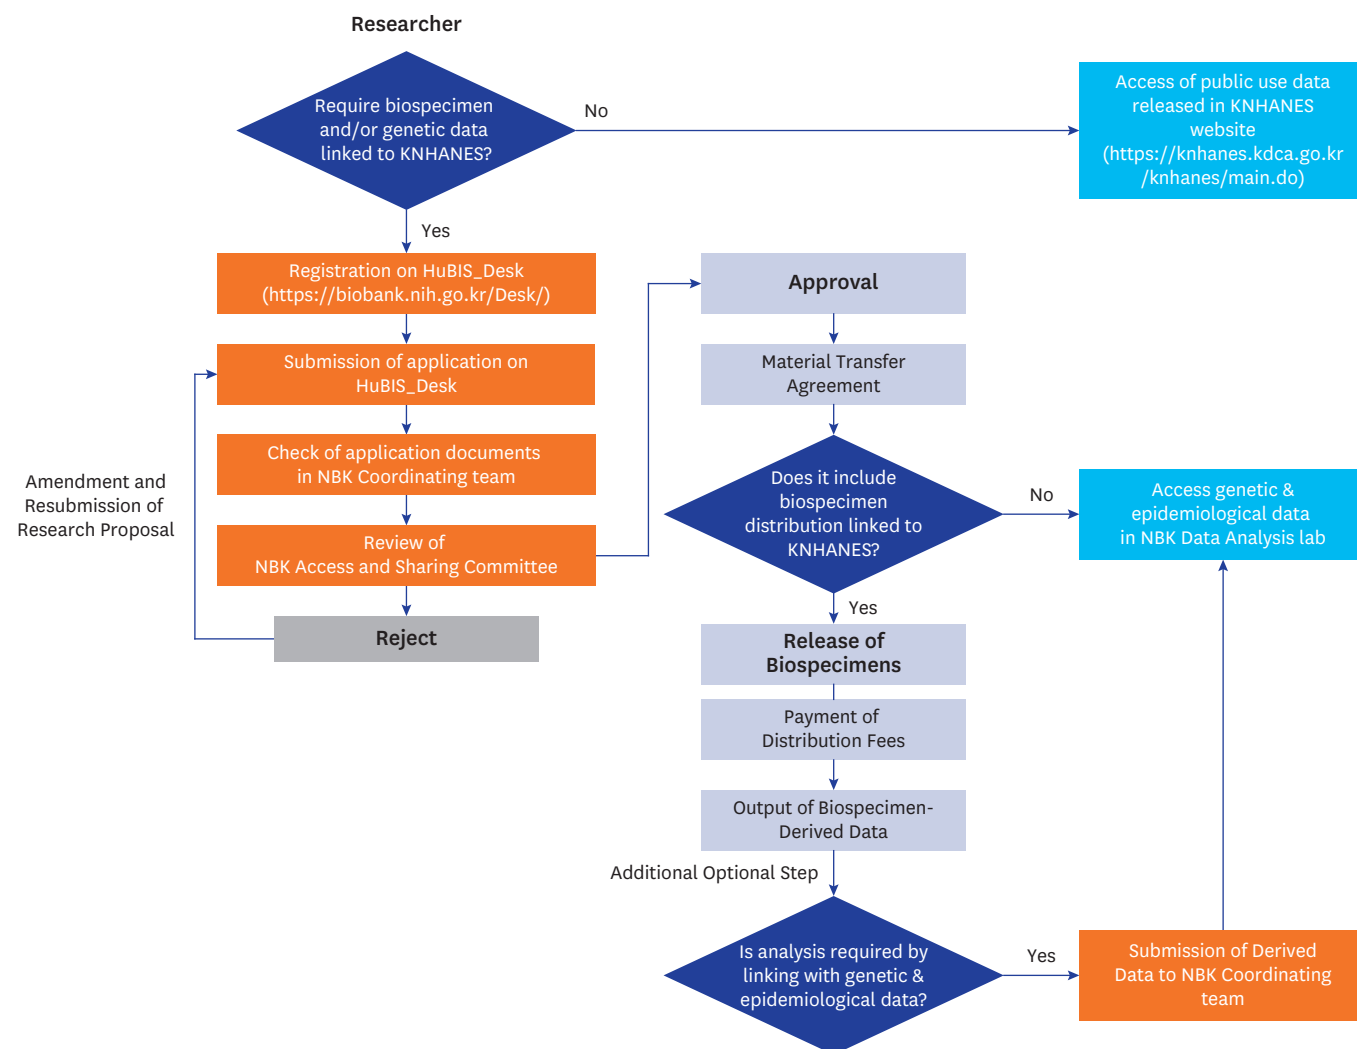 Researcher
Require biospecimen
and/or genetic data
linked to KNHANES?
No
Access of public use data
released in KNHANES
website
(https://knhanes.kdca.go.kr
/knhanes/main.do)
Yes
Registration on HuBIS_Desk
(https://biobank.nih.go.kr/Desk/)
Submission of application on
HuBIS_Desk
Check of application documents
in NBK Coordinating team
Review of
NBK Access and Sharing Committee
Reject
Amendment and
Resubmission of
Research Proposal
Approval
Material Transfer
Agreement
Does it include
biospecimen
distribution linked to
KNHANES?
No
Access genetic &
epidemiological data
in NBK Data Analysis lab
Yes
Release of
Biospecimens
Payment of
Distribution Fees
Output of Biospecimen-
Derived Data
Additional Optional Step
Is analysis required by
linking with genetic &
epidemiological data?
Yes
Submission of Derived
Data to NBK Coordinating
team